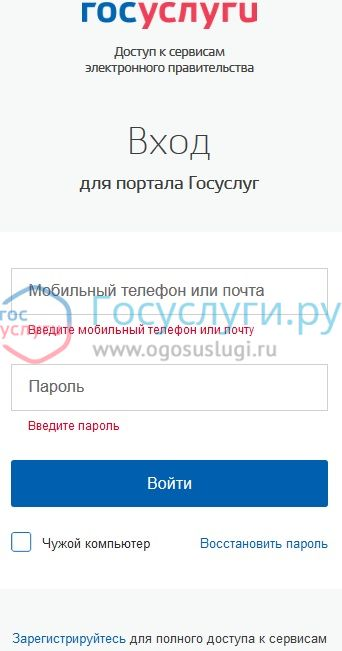 госуслуги
Доступ к сервисам
электронного правительства
Вход
для портала Госуслуг
Мобильный телефон или почта
гос
услуги
Госуслуги.ру
Введите мобильный телефон или почту
www.ogosuslugi.ru
Пароль
Введите пароль
Войти
Чужой компьютер
Восстановить пароль
Зарегистрируйтесь для полного доступа к сервисам